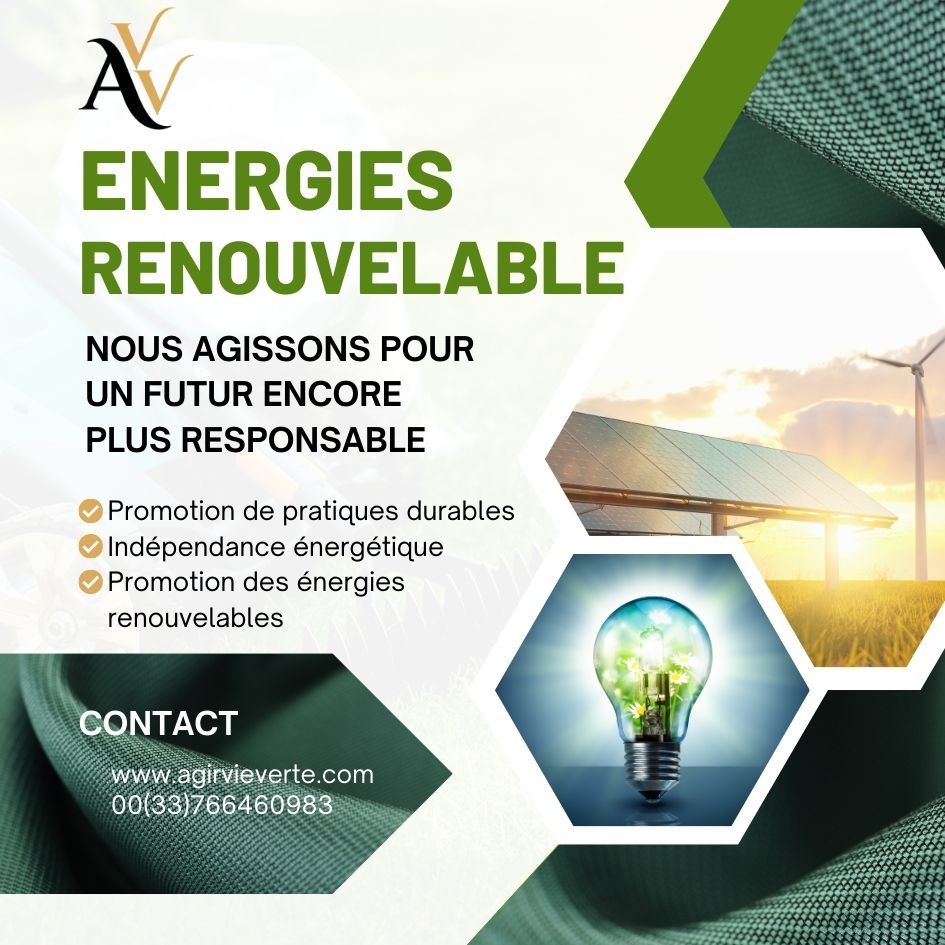 AVV
ENERGIES
RENOUVELABLE
NOUS AGISSONS POUR
UN FUTUR ENCORE
PLUS RESPONSABLE
Promotion de pratiques durables
Indépendance énergétique
Promotion des énergies
renouvelables
CONTACT
www.agirvieverte.com
00(33)766460983